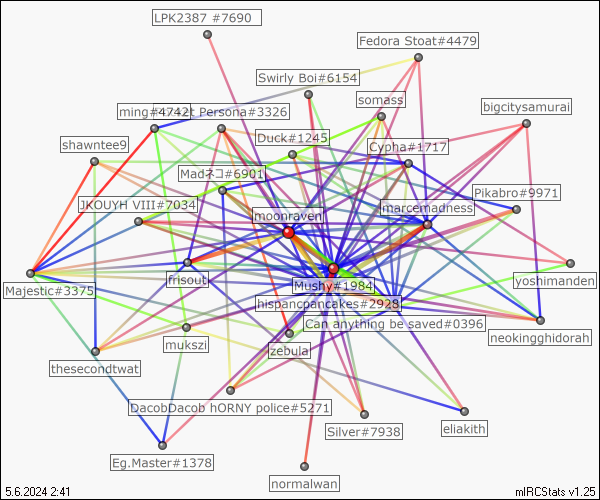 LPK2387 #7690
Fedora Stoat#4479
Swirly Boi#6154
somass
bigcitysamurai
ming#4742
t Persona#3326
Duck#1245
Cypha#1717
shawntee9
Madネコ#6901
Pikabro#9971
JKOUYH VIII#7034
moonraven
marcemadness
frisout
Majestic#3375
Mushy#1984
yoshimanden
hispancpancakes#2928
Can anything be saved#0396
neokingghidorah
mukszi
zebulal
thesecondtwat
DacobDacob hORNY police#5271
Silver#7938
eliakith
Eg.Master#1378
normalwan
5.6.2024 2:41
mIRCStats v1.25